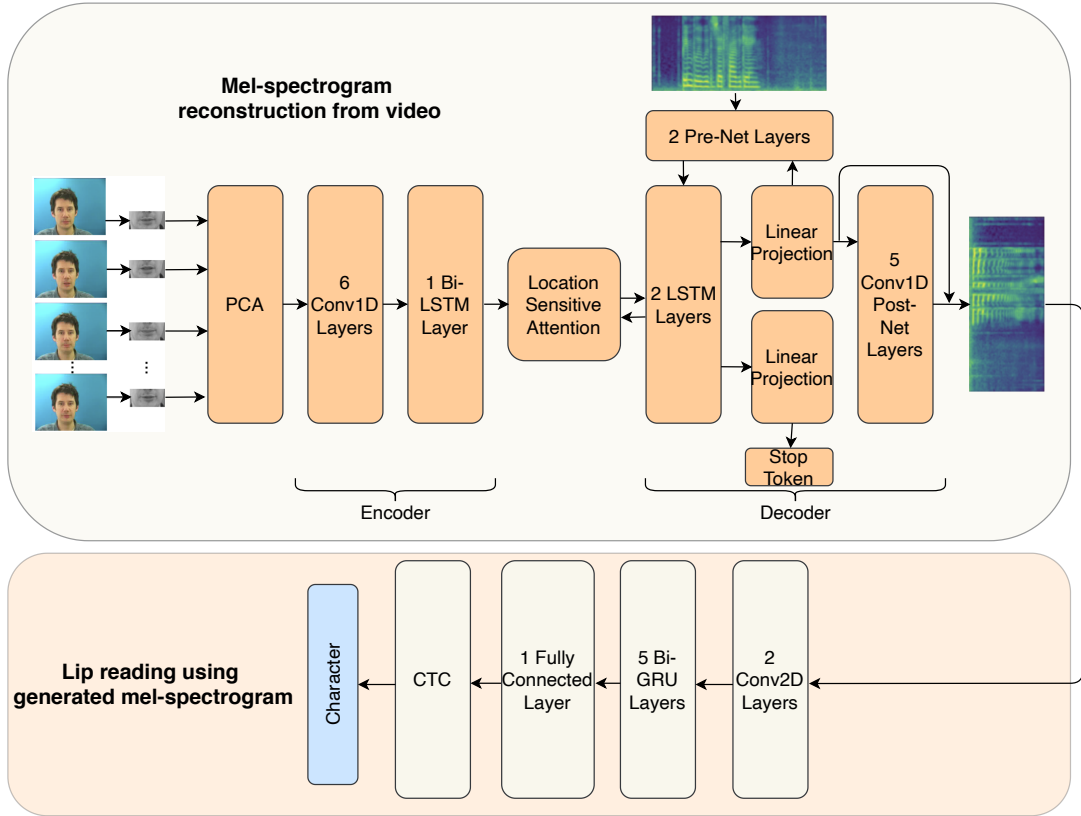 Mel-spectrogram
reconstruction from video
2 Pre-Net Layers
PCA
6
Conv1D
Layers
1 Bi-
LSTM
Layer
Location
Sensitive
Attention
2 LSTM
Layers
Linear
Projection
Linear
Projection
Stop
Token
5
Conv1D
Post-
Net
Layers
Encoder
Decoder
Lip reading using
generated mel-spectrogram
Character
CTC
1 Fully
Connected
Layer
5 Bi-
GRU
Layers
2
Conv2D
Layers